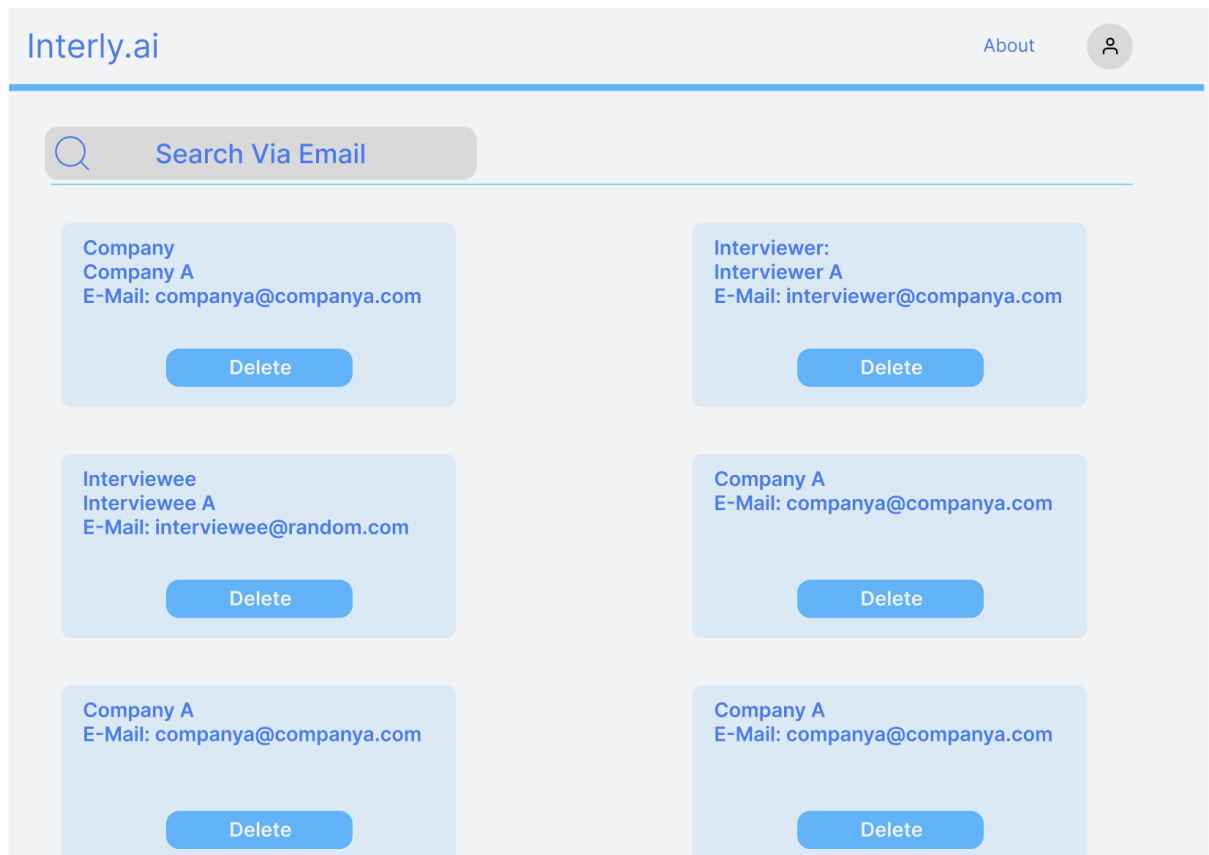 Interly.ai
About
Search Via Email
Company
Company A
E-Mail: companya@companya.com
Delete
Interviewer:
Interviewer A
E-Mail: interviewer@companya.com
Delete
Interviewee
Interviewee A
E-Mail: interviewee@random.com
Delete
Company A
E-Mail: companya@companya.com
Delete
Company A
E-Mail: companya@companya.com
Delete
Company A
E-Mail: companya@companya.com
Delete